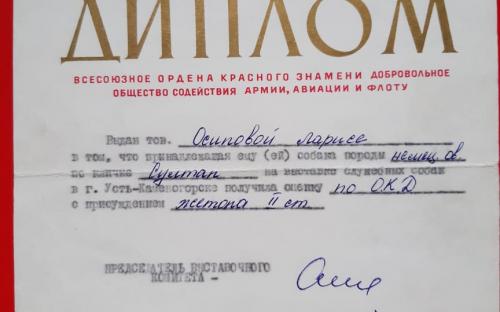 ДИПЛОМ
ВСЕСОЮЗНОЕ ОРДЕНА КРАСНОГО ЗНАМЕНИ ДОБРОВОЛЬНОЕ
ОБЩЕСТВО СОДЕЙСТВИЯ АРМИИ, АВИАЦИИ И ФЛОТУ
Выдан тов. Осиповой Ларисе
в том, что принадлежащая ему (ей) собака породы немец. ов.
по кличке Султан на выставке служебных собак
в г. Усть-Каменогорске получила оценку по О.К.Д
с присуждением жетона II ст
ПРЕДСЕДАТЕЛЬ ВЫСТАВОЧНОГО
КОМИТЕТА -